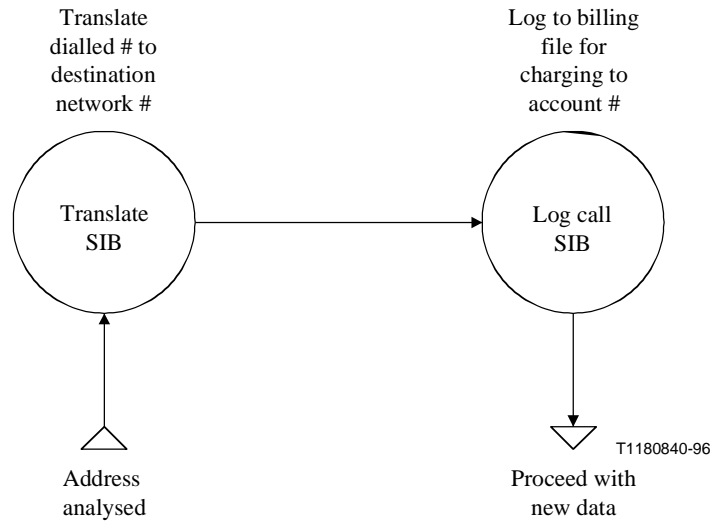 Translate
dialled # to
destination
network #
Log to billing
file for
charging to
account #
Translate
SIB
Log call
SIB
Address
analysed
T1180840-96
Proceed with
new data